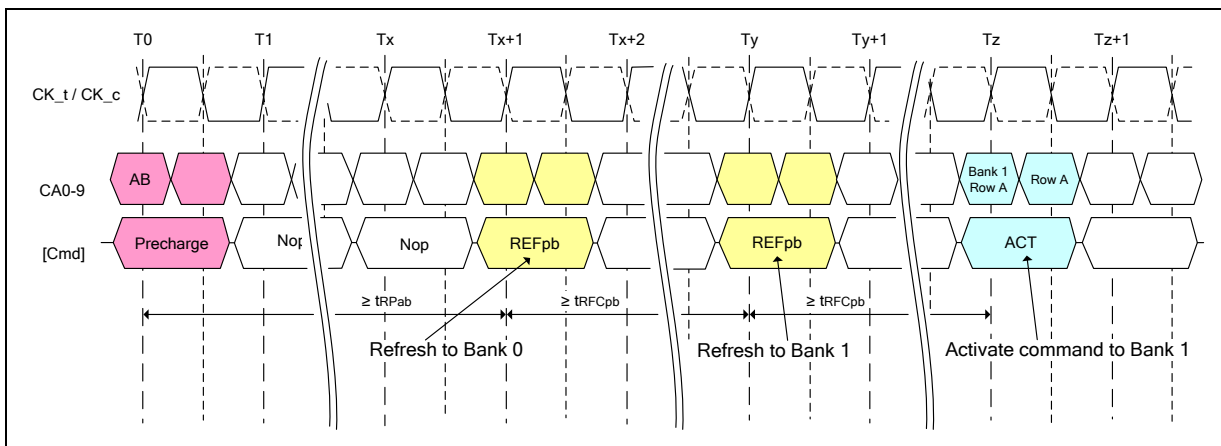 T0 T1 Tx Tx+1 Tx+2 Ty Ty+1 Tz Tz+1
CK_t / CK_c
CA0-9 AB Bank 1 Row A Row A
[Cmd] Precharge Nop Nop REFpb REFpb ACT
≥ tRPab ≥ tRFCpb ≥ tRFCpb
Refresh to Bank 0 Refresh to Bank 1 Activate command to Bank 1